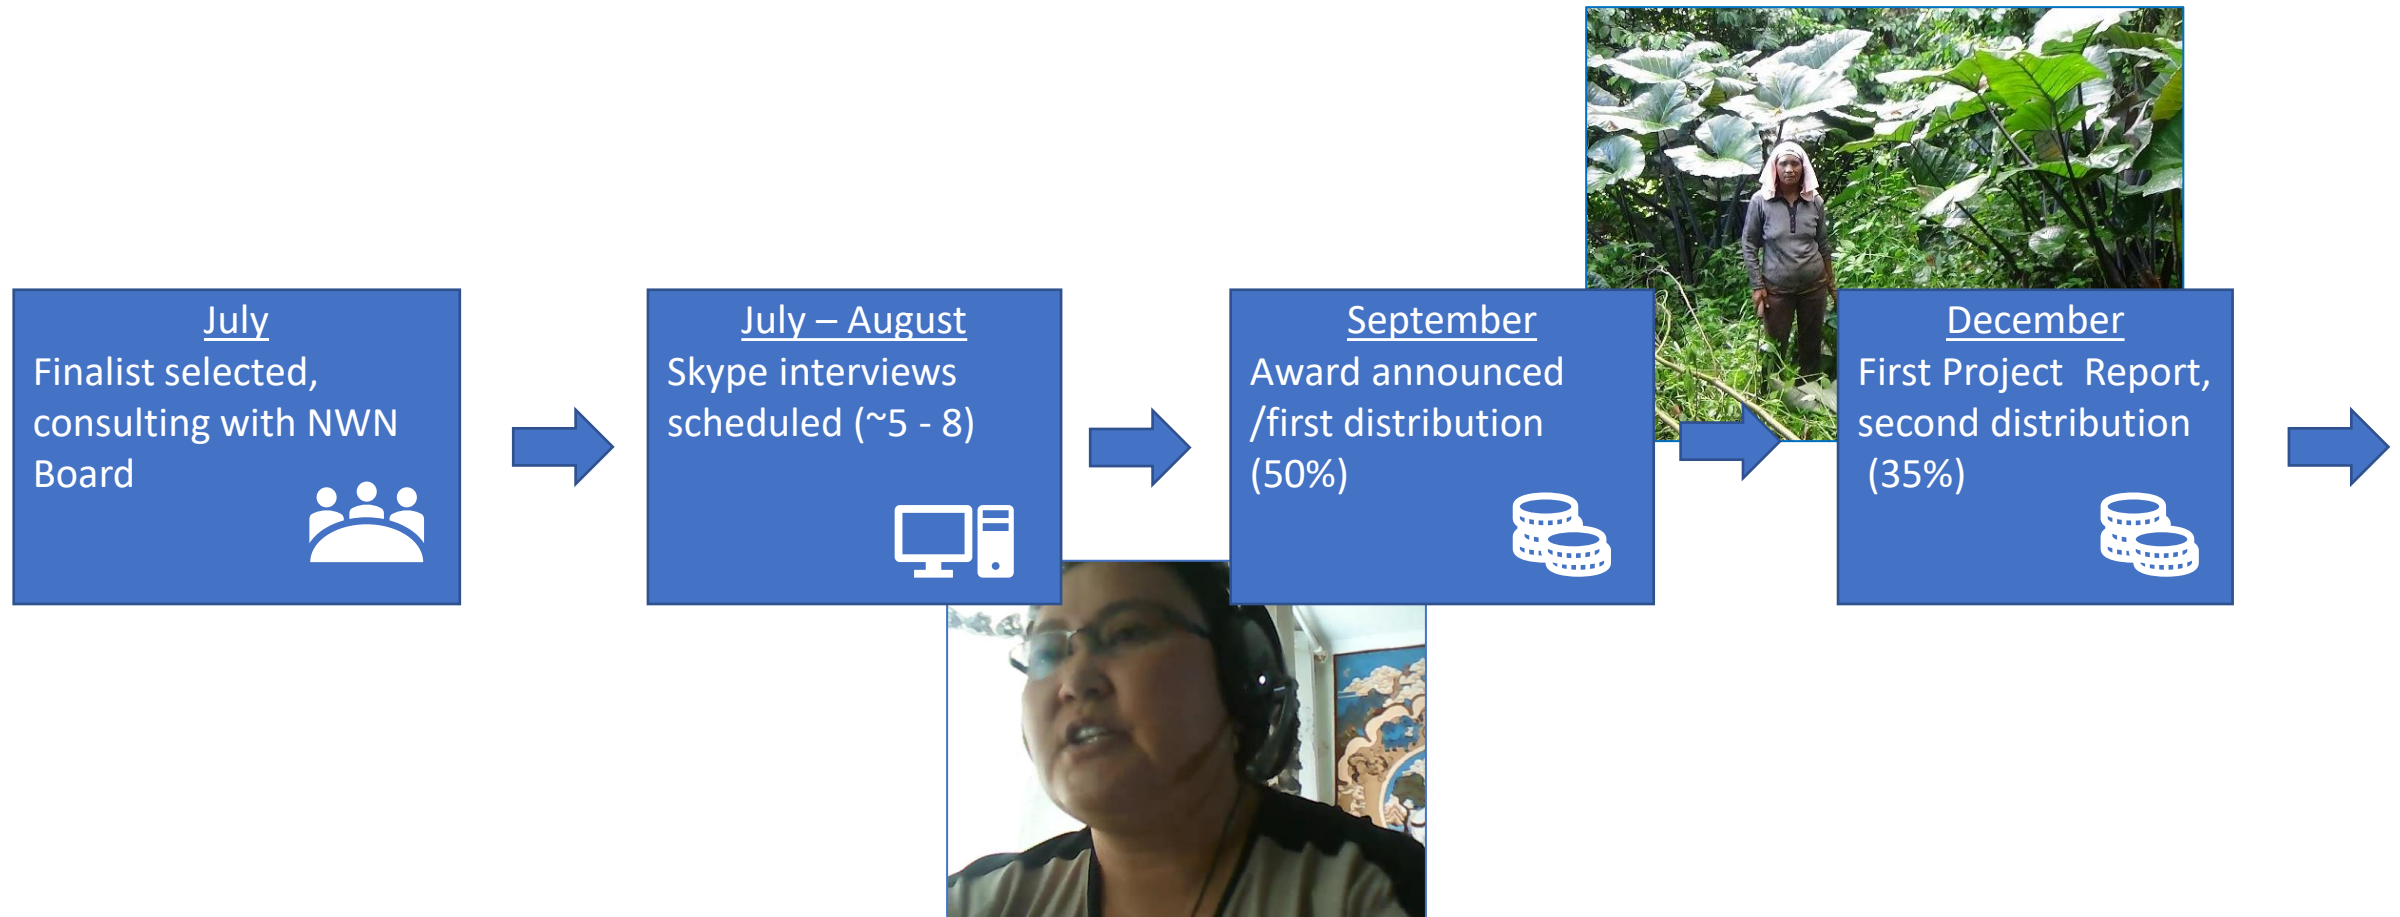 July
Finalist selected,
consulting with NWN
Board
July – August
Skype interviews
scheduled (~5 - 8)
September
Award announced
/first distribution
(50%)
December
First Project  Report,
second distribution
(35%)